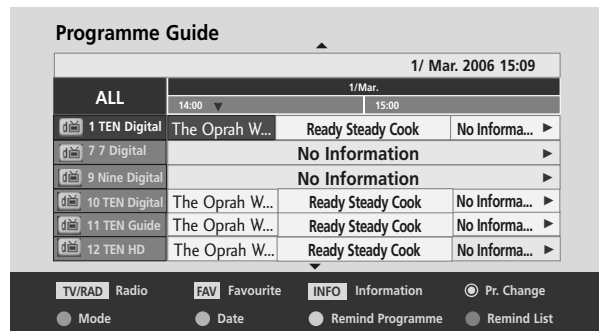 Programme Guide
1/ Mar. 2006 15:09
ALL
1/Mar.
14:00 15:00
1 TEN Digital The Oprah W... Ready Steady Cook No Informa...
7 7 Digital No Information
9 Nine Digital No Information
10 TEN Digital The Oprah W... Ready Steady Cook No Informa...
11 TEN Guide The Oprah W... Ready Steady Cook No Informa...
12 TEN HD The Oprah W... Ready Steady Cook No Informa...
TV/RAD Radio FAV Favourite INFO Information Pr. Change
Mode Date Remind Programme Remind List